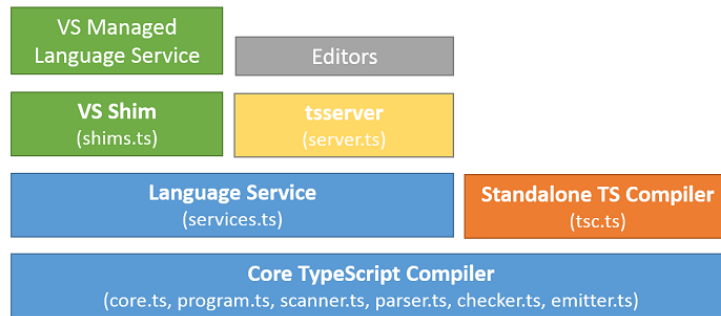 VS Managed
Language Service
Editors
VS Shim
(shims.ts)
tsserver
(server.ts)
Language Service
(services.ts)
Standalone TS Compiler
(tsc.ts)
Core TypeScript Compiler
(core.ts, program.ts, scanner.ts, parser.ts, checker.ts, emitter.ts)